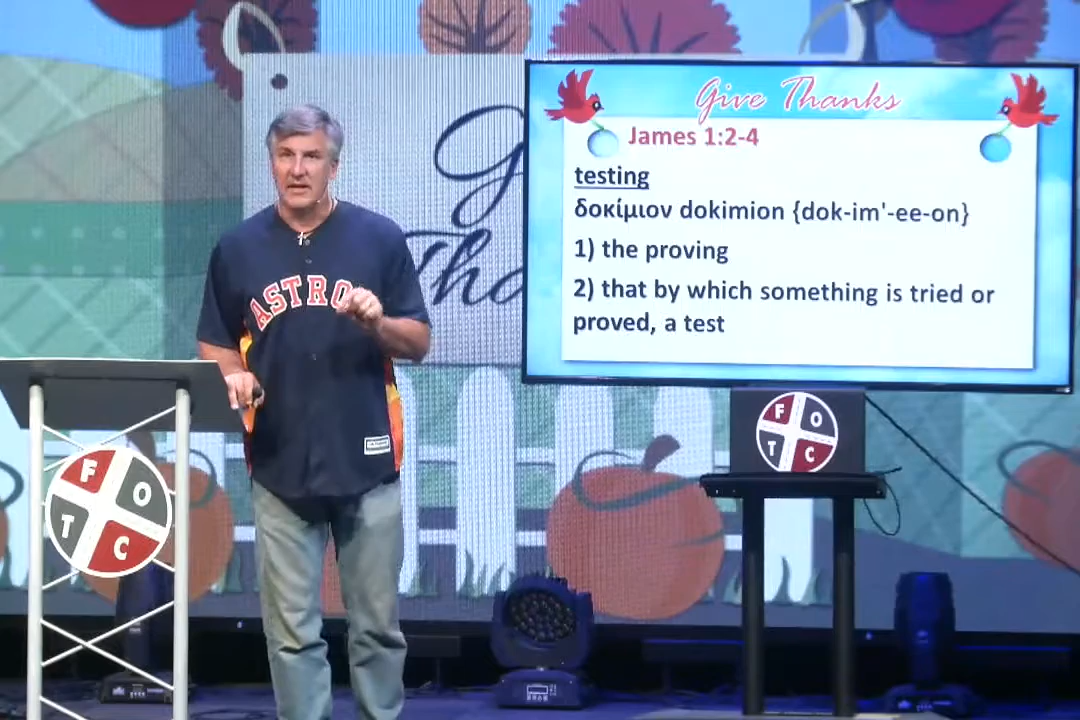 Give Thanks
James 1:2-4
testing
δοκίμιον dokimion {dok-im'-ee-on}
1) the proving
2) that by which something is tried or
proved, a test
ASTRO
F O
T C
F O
T C